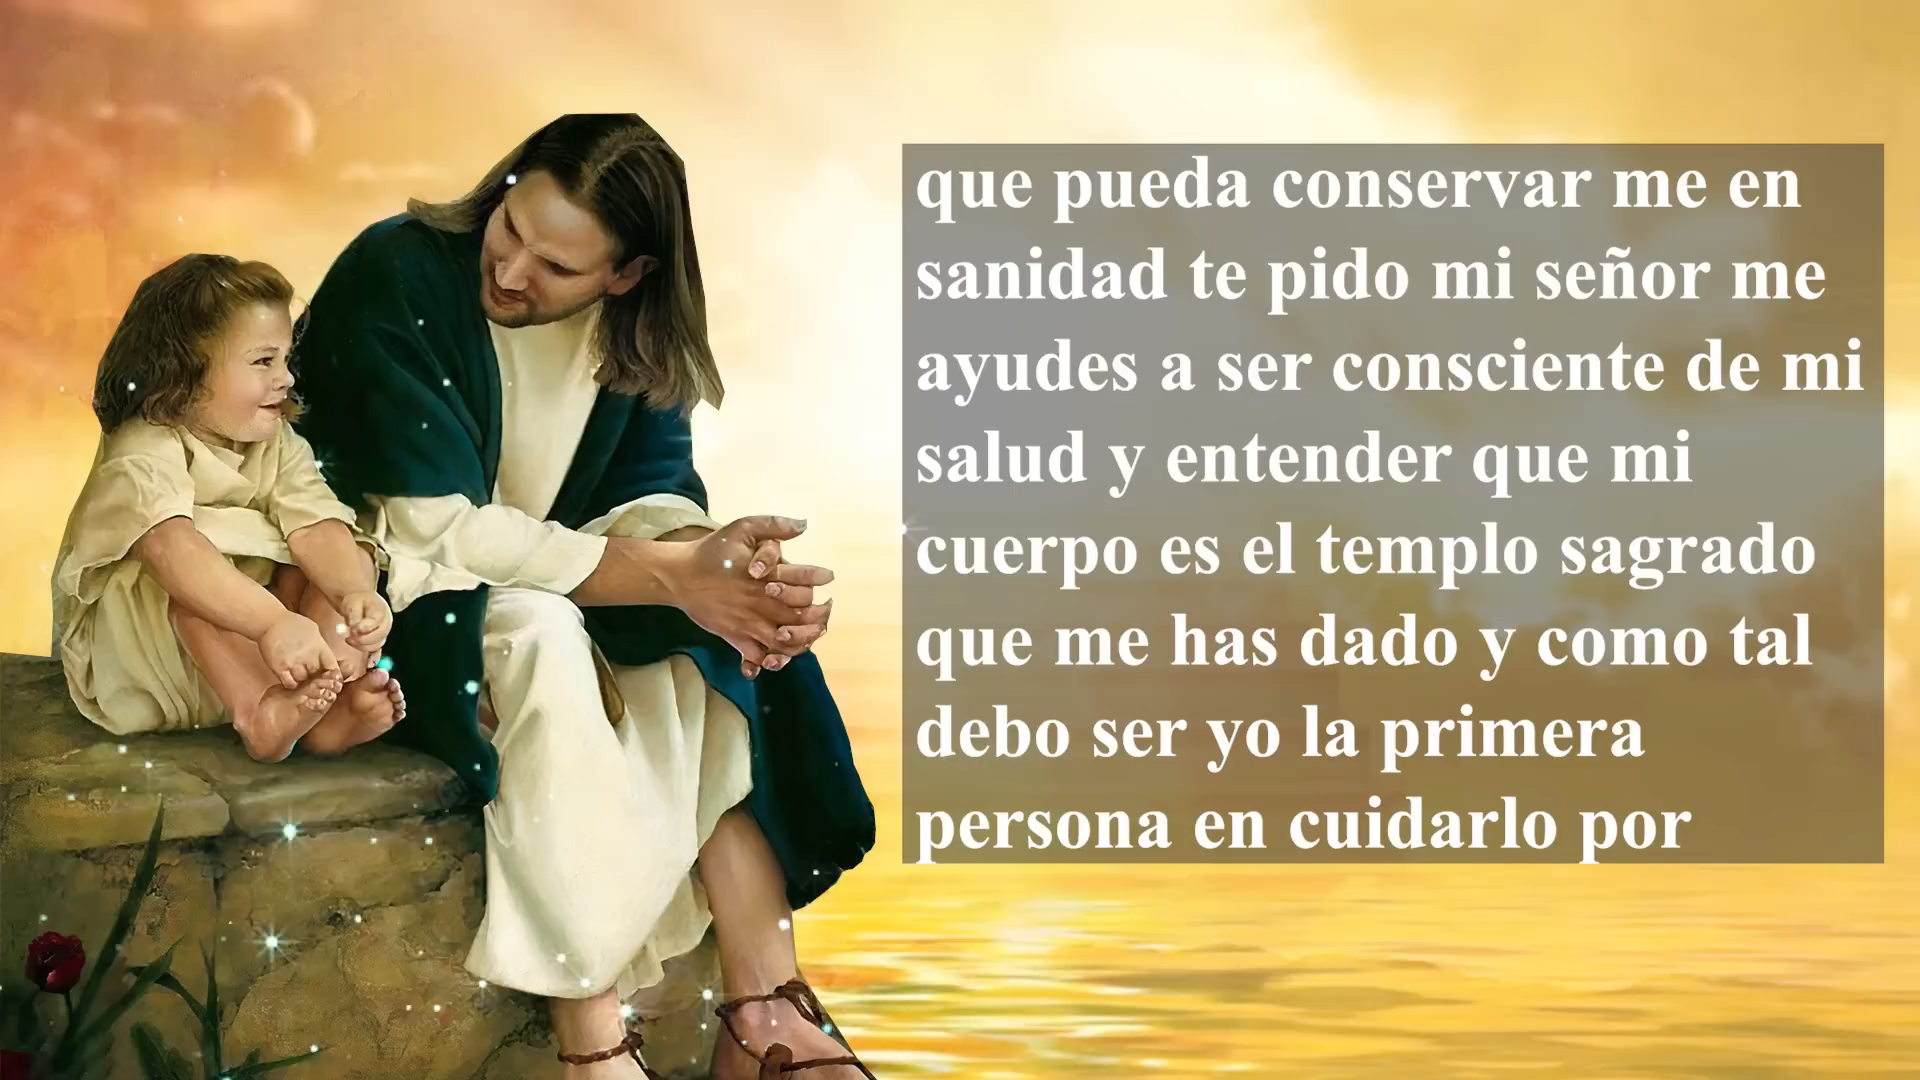 que pueda conservar me en
sanidad te pido mi señor me
ayudes a ser consciente de mi
salud y entender que mi
cuerpo es el templo sagrado
que me has dado y como tal
debo ser yo la primera
persona en cuidarlo por